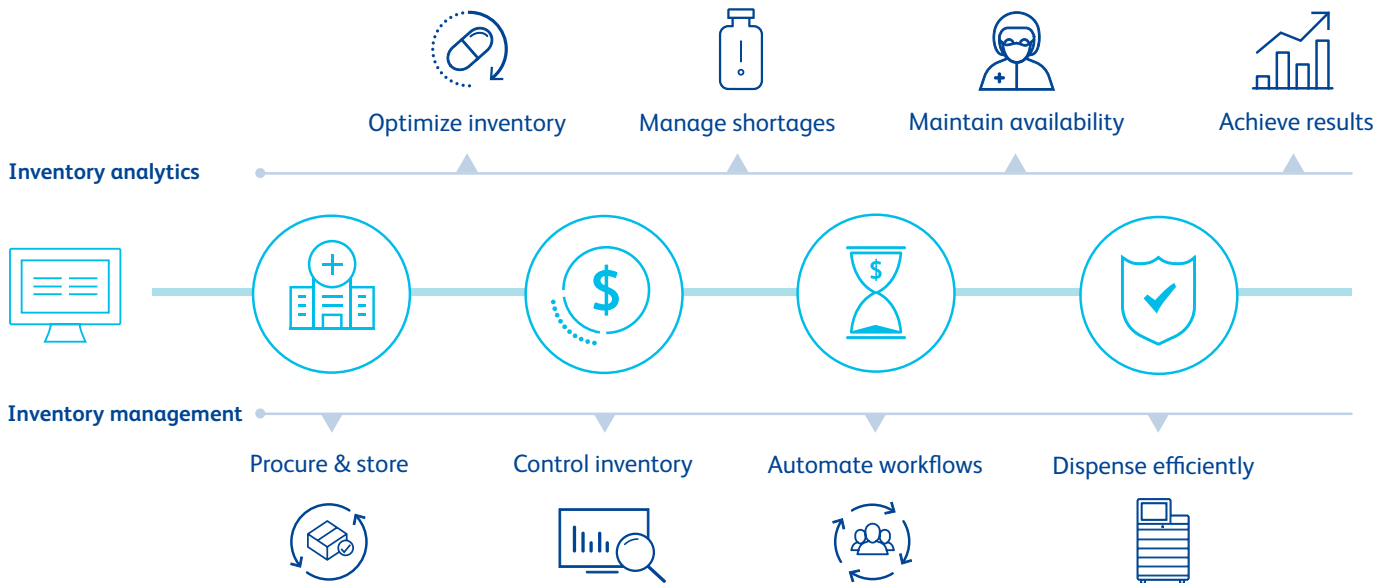 Optimize inventory
Manage shortages
Maintain availability
Achieve results
Inventory analytics
$
$
Inventory management
Procure & store
Control inventory
Automate workflows
Dispense efficiently